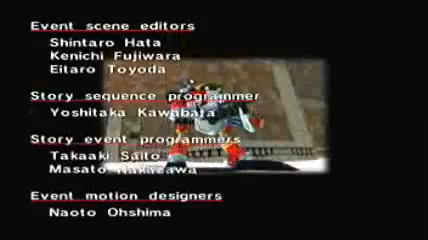 Event scene editors
Shintaro Hata
Kenichi Fujiwara
Eitaro Toyoda
Story sequence programmer
Yoshitaka Kawabata
Story event programmers
Takaaki Saito
Masato Nakazawa
Event motion designers
Naoto Ohshima